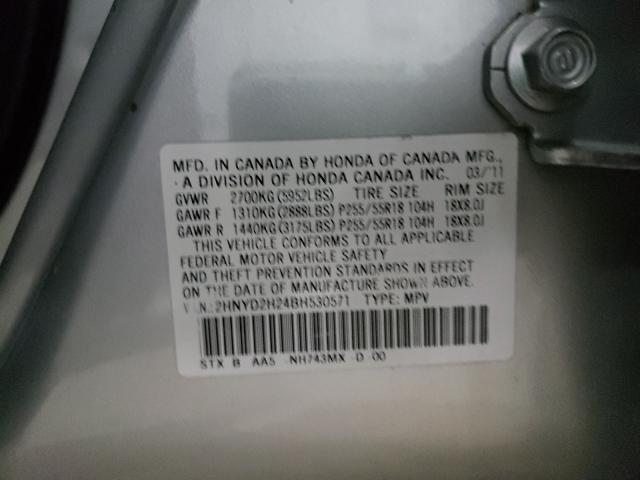 MFD. IN CANADA BY HONDA OF CANADA MFG.,
A DIVISION OF HONDA CANADA INC. 03/11
GVWR 2700KG (5952LBS) TIRE SIZE RIM SIZE
GAWR F 1310KG (2888LBS) P255/55R18 104H 18X8.0J
GAWR R 1440KG (3175LBS) P255/55R18 104H 18X8.0J
THIS VEHICLE CONFORMS TO ALL APPLICABLE
FEDERAL MOTOR VEHICLE SAFETY
AND THEFT PREVENTION STANDARDS IN EFFECT
ON THE DATE OF MANUFACTURE SHOWN ABOVE.
V.I.N.:2HNYD2H24BH530571 TYPE: MPV
STX B AA5 NH743MX-D 00